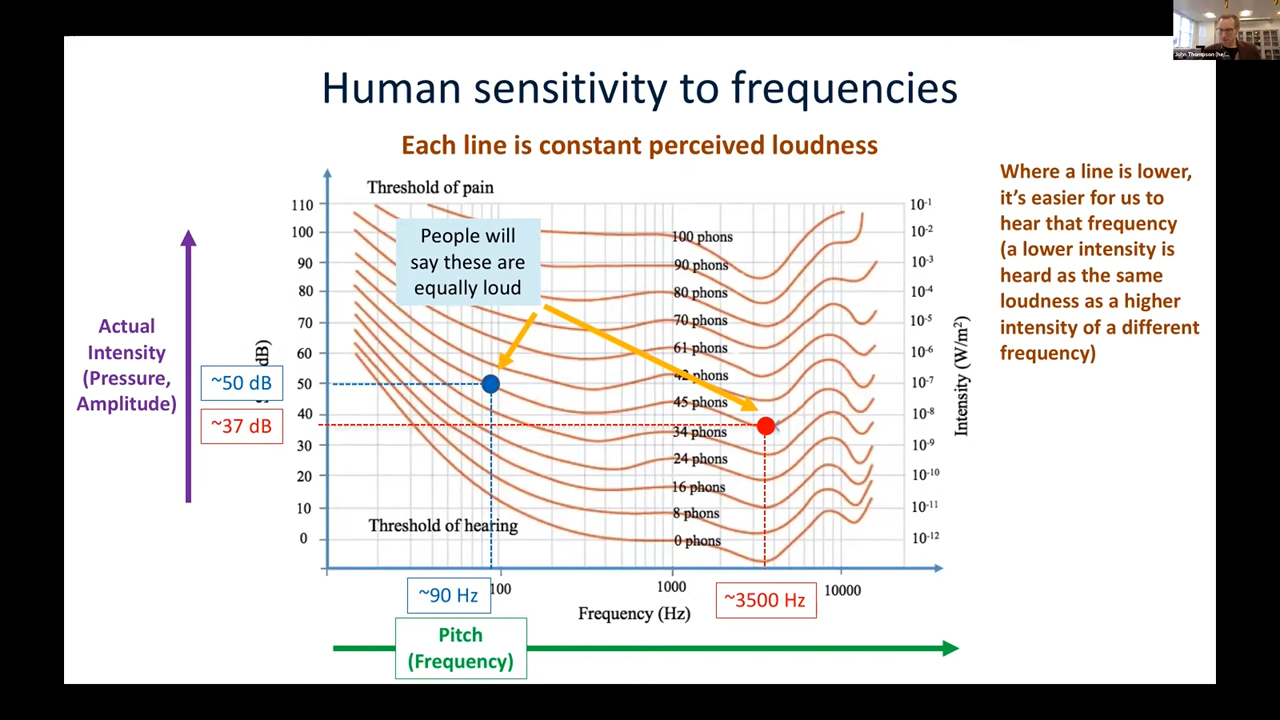 John Thompson (he/...
Human sensitivity to frequencies
Each line is constant perceived loudness
Where a line is lower,
it's easier for us to
hear that frequency
(a lower intensity is
heard as the same
loudness as a higher
intensity of a different
frequency)
Threshold of pain
People will
say these are
equally loud
110
100
90
80
70
60
50
40
30
20
10
0
dB)
Actual
Intensity
(Pressure,
Amplitude)
~50 dB
~37 dB
100 phons
90 phons
80 phons
70 phons
61 phons
phons
45 phons
34 phons
24 phons
16 phons
8 phons
0 phons
Threshold of hearing
10-1
10-2
10-3
10-4
10-5
10-6
10-7
10-8
10-9
10-10
10-11
10-12
Intensity (W/m2)
~90 Hz
100
1000
~3500 Hz
10000
Frequency (Hz)
Pitch
(Frequency)